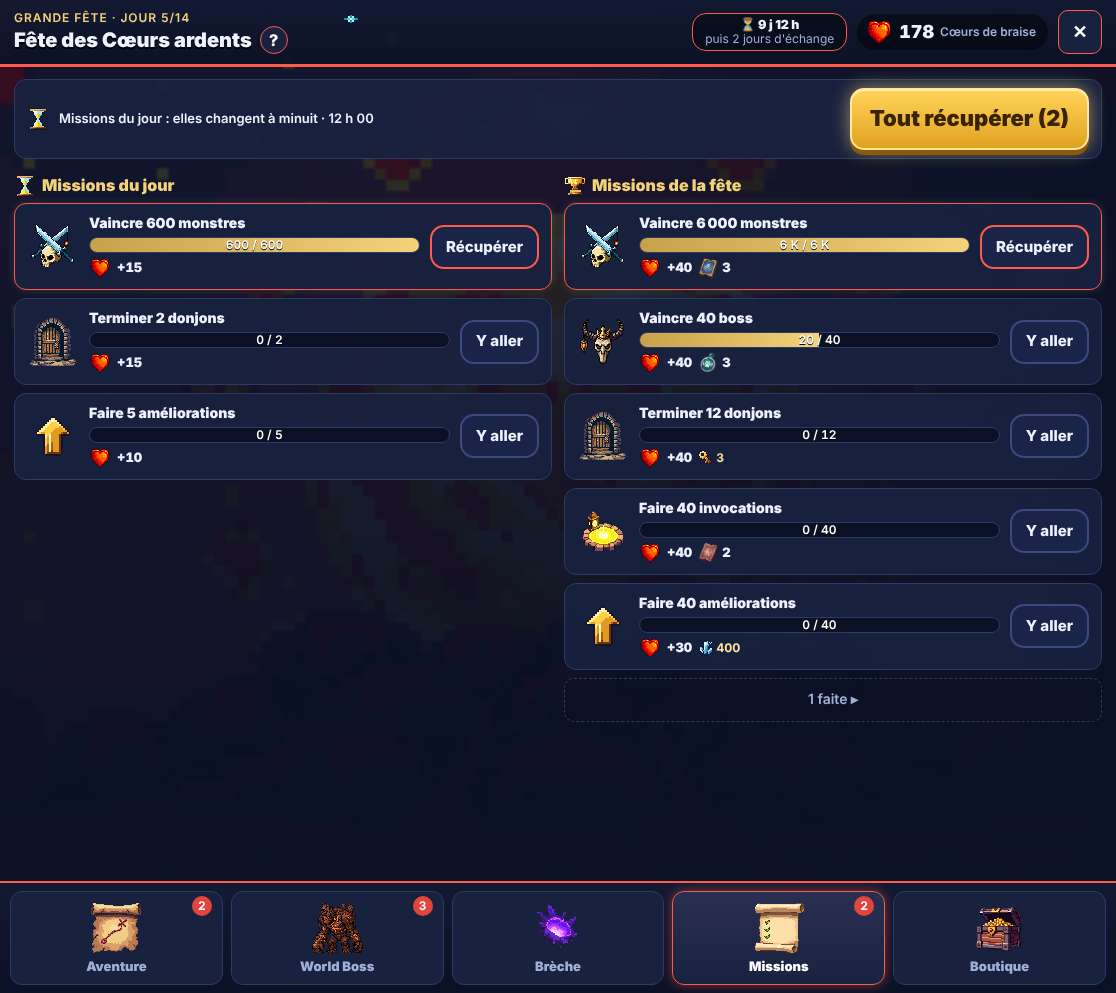 GRANDE FÊTE · JOUR 5/14
Fête des Cœurs ardents ?
9 j 12 h
puis 2 jours d'échange
178 Cœurs de braise
✕
Missions du jour : elles changent à minuit · 12 h 00
Tout récupérer (2)
Missions du jour
Vaincre 600 monstres
600 / 600
+15
Récupérer
Terminer 2 donjons
0 / 2
+15
Y aller
Faire 5 améliorations
0 / 5
+10
Y aller
Missions de la fête
Vaincre 6 000 monstres
6 K / 6 K
+40 3
Récupérer
Vaincre 40 boss
20 / 40
+40 3
Y aller
Terminer 12 donjons
0 / 12
+40 3
Y aller
Faire 40 invocations
0 / 40
+40 2
Y aller
Faire 40 améliorations
0 / 40
+30 400
Y aller
1 faite ▸
2
Aventure
3
World Boss
Brèche
2
Missions
Boutique